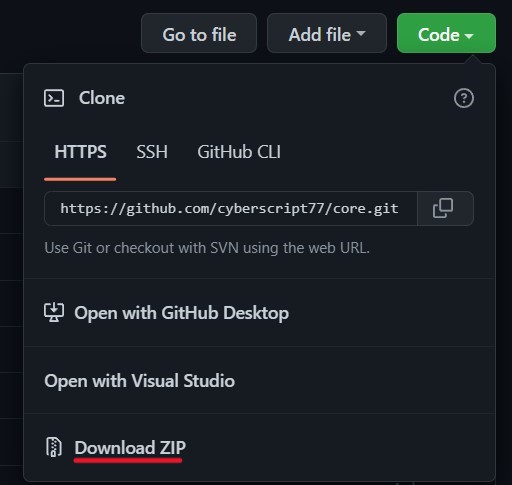 Go to file
Add file
Code
Clone
HTTPS
SSH
GitHub CLI
https://github.com/cyberscript77/core.git
Use Git or checkout with SVN using the web URL.
Open with GitHub Desktop
Open with Visual Studio
Download ZIP